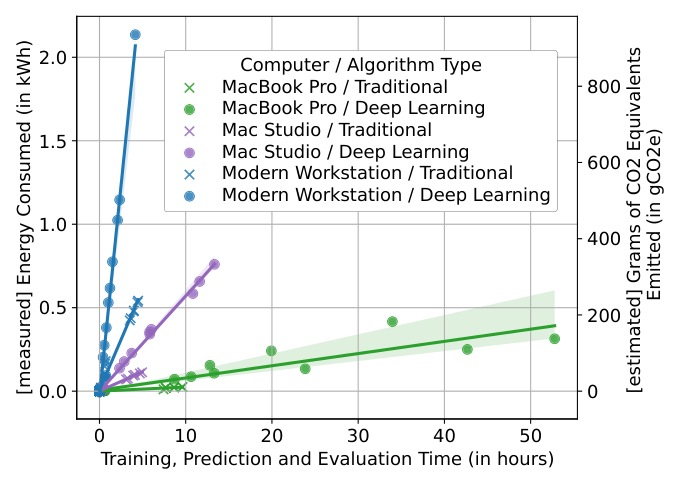 [measured] Energy Consumed (in kWh)
2.0
1.5
1.0
0.5
0.0
Computer / Algorithm Type
MacBook Pro / Traditional
MacBook Pro / Deep Learning
Mac Studio / Traditional
Mac Studio / Deep Learning
Modern Workstation / Traditional
Modern Workstation / Deep Learning
800
600
400
200
0
[estimated] Grams of CO2 Equivalents
Emitted (in gCO2e)
0 10 20 30 40 50
Training, Prediction and Evaluation Time (in hours)